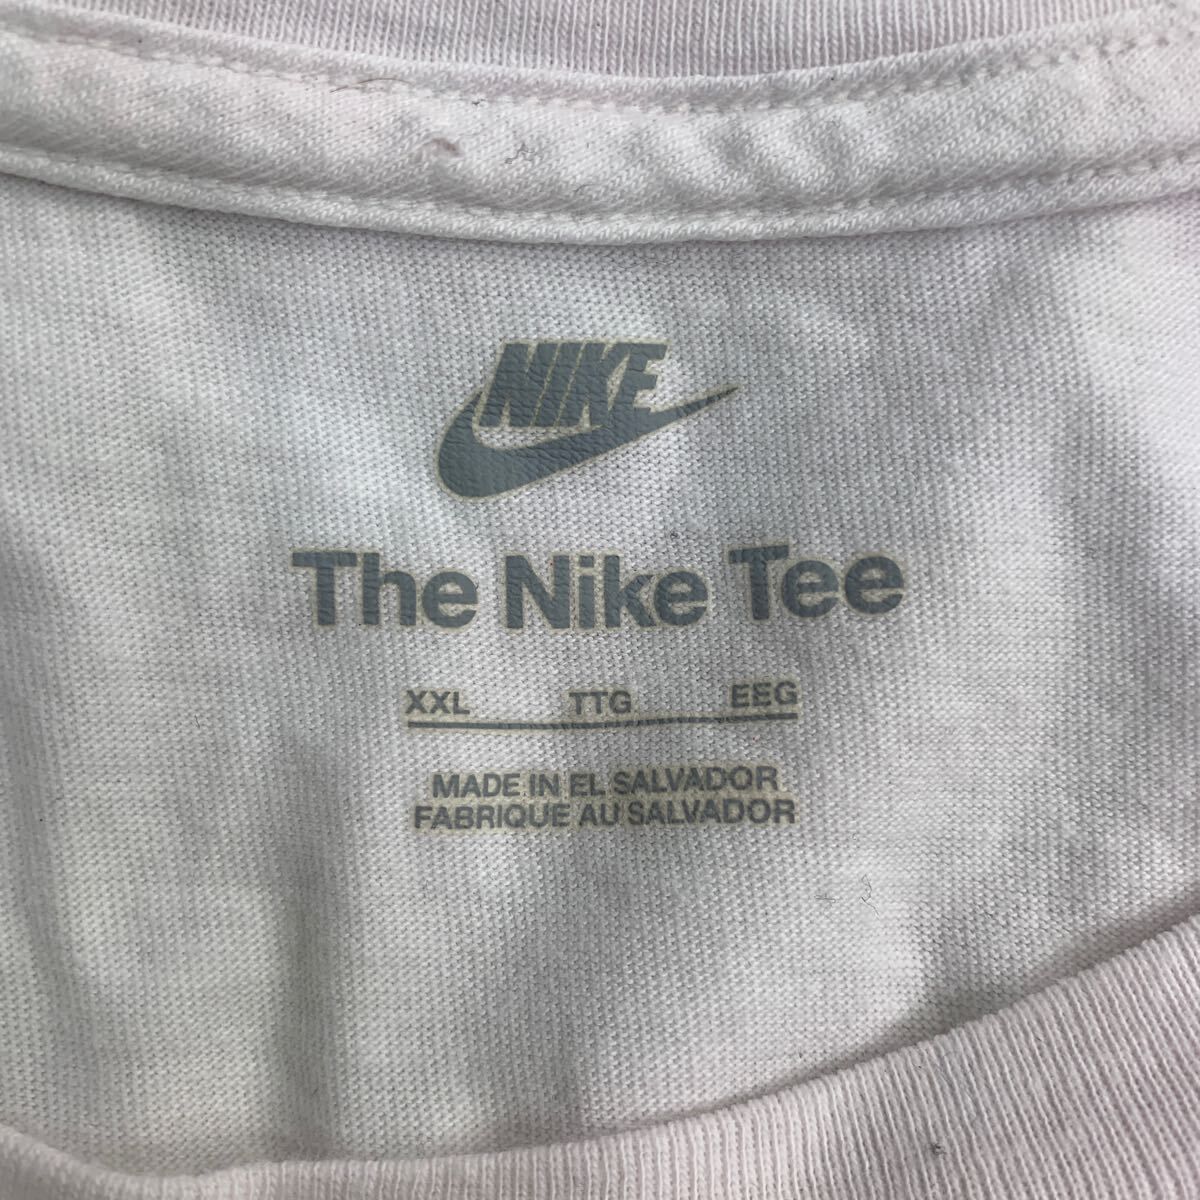 NIKE
The Nike Tee
XXL TTG EEG
MADE IN EL SALVADOR
FABRIQUE AU SALVADOR